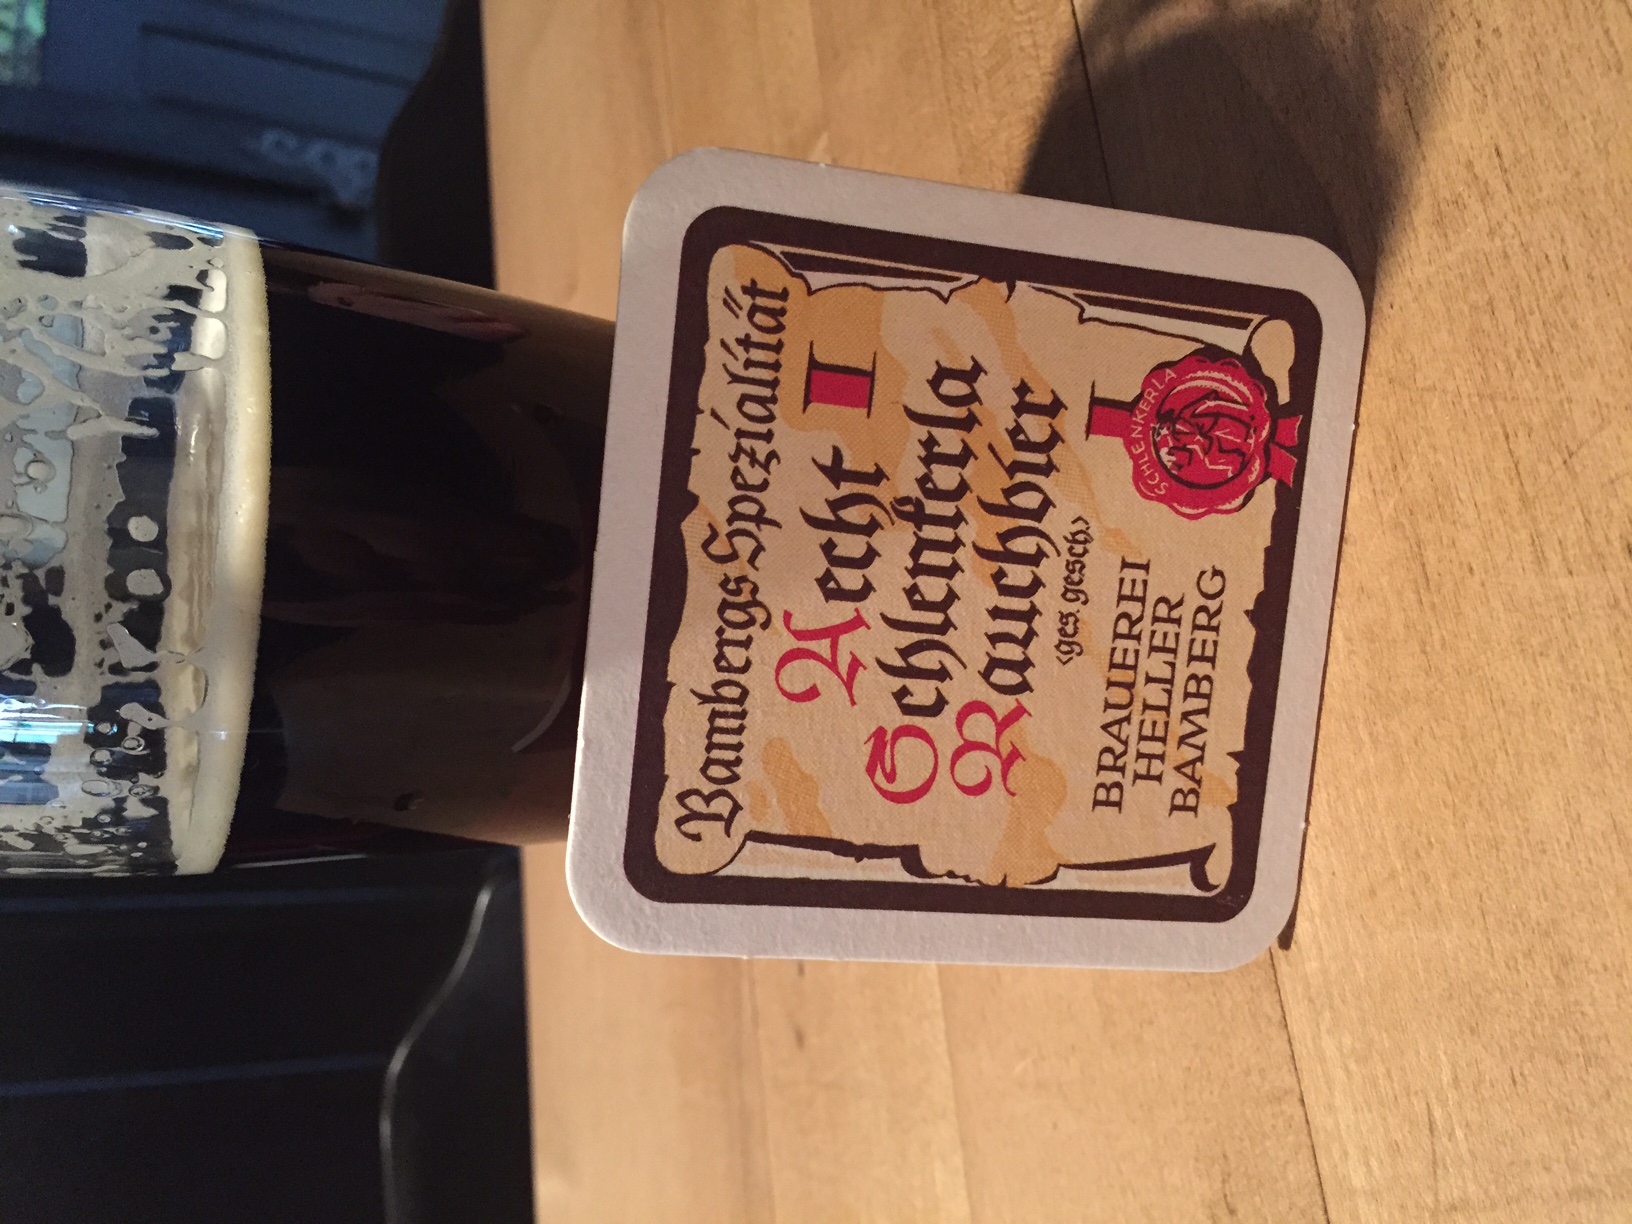 Bambergs Spezialität
Aecht
Schlenkerla
Rauchbier
‹ges. gesch.›
BRAUEREI
HELLER
BAMBERG
SCHLENKERLA